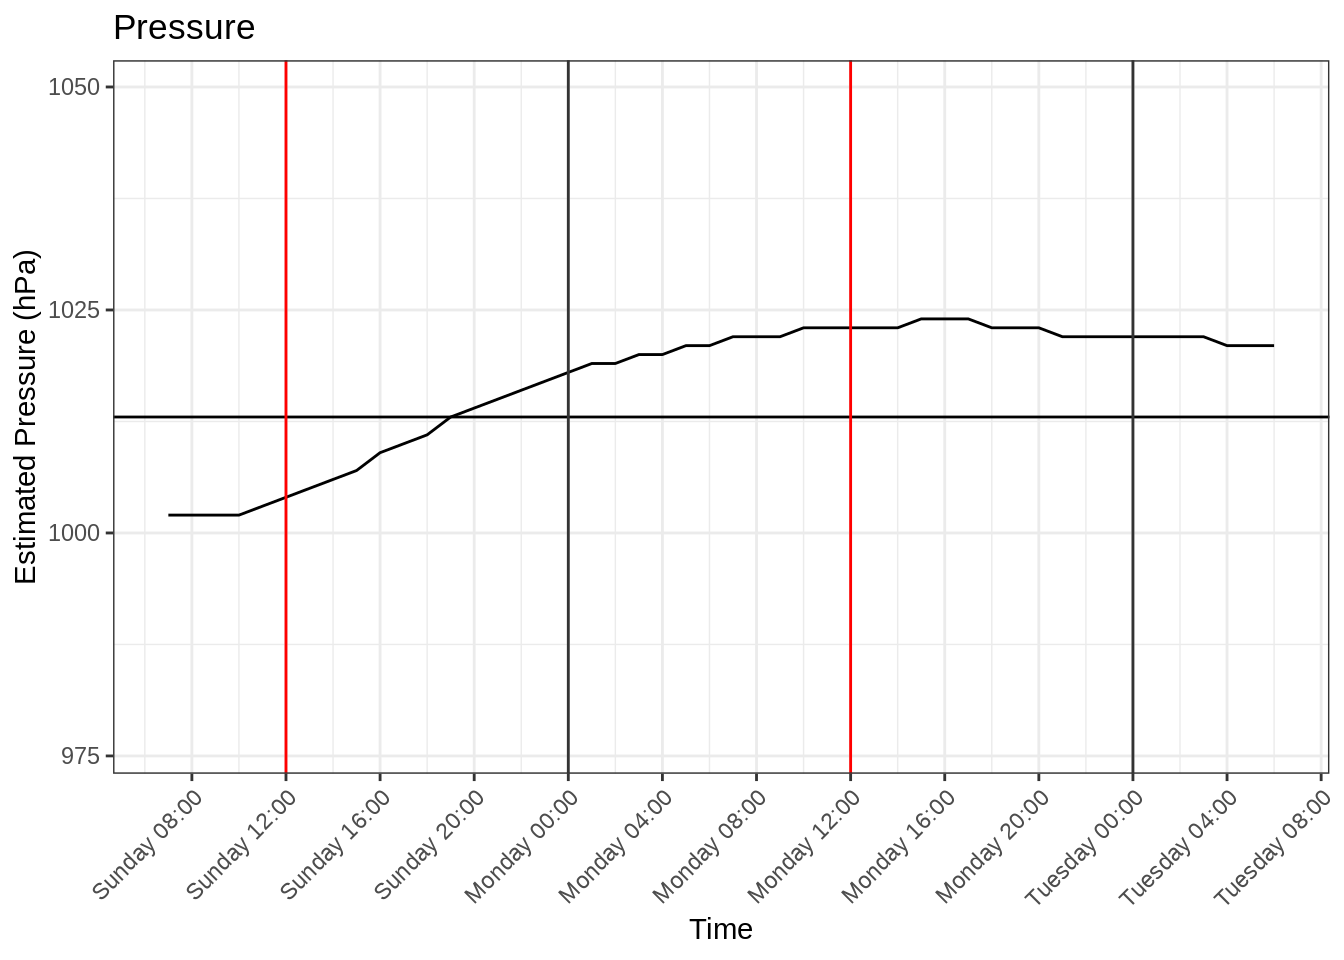 Pressure
Estimated Pressure (hPa)
1050
1025
1000
975
Sunday 08:00
Sunday 12:00
Sunday 16:00
Sunday 20:00
Monday 00:00
Monday 04:00
Monday 08:00
Monday 12:00
Monday 16:00
Monday 20:00
Tuesday 00:00
Tuesday 04:00
Tuesday 08:00
Time